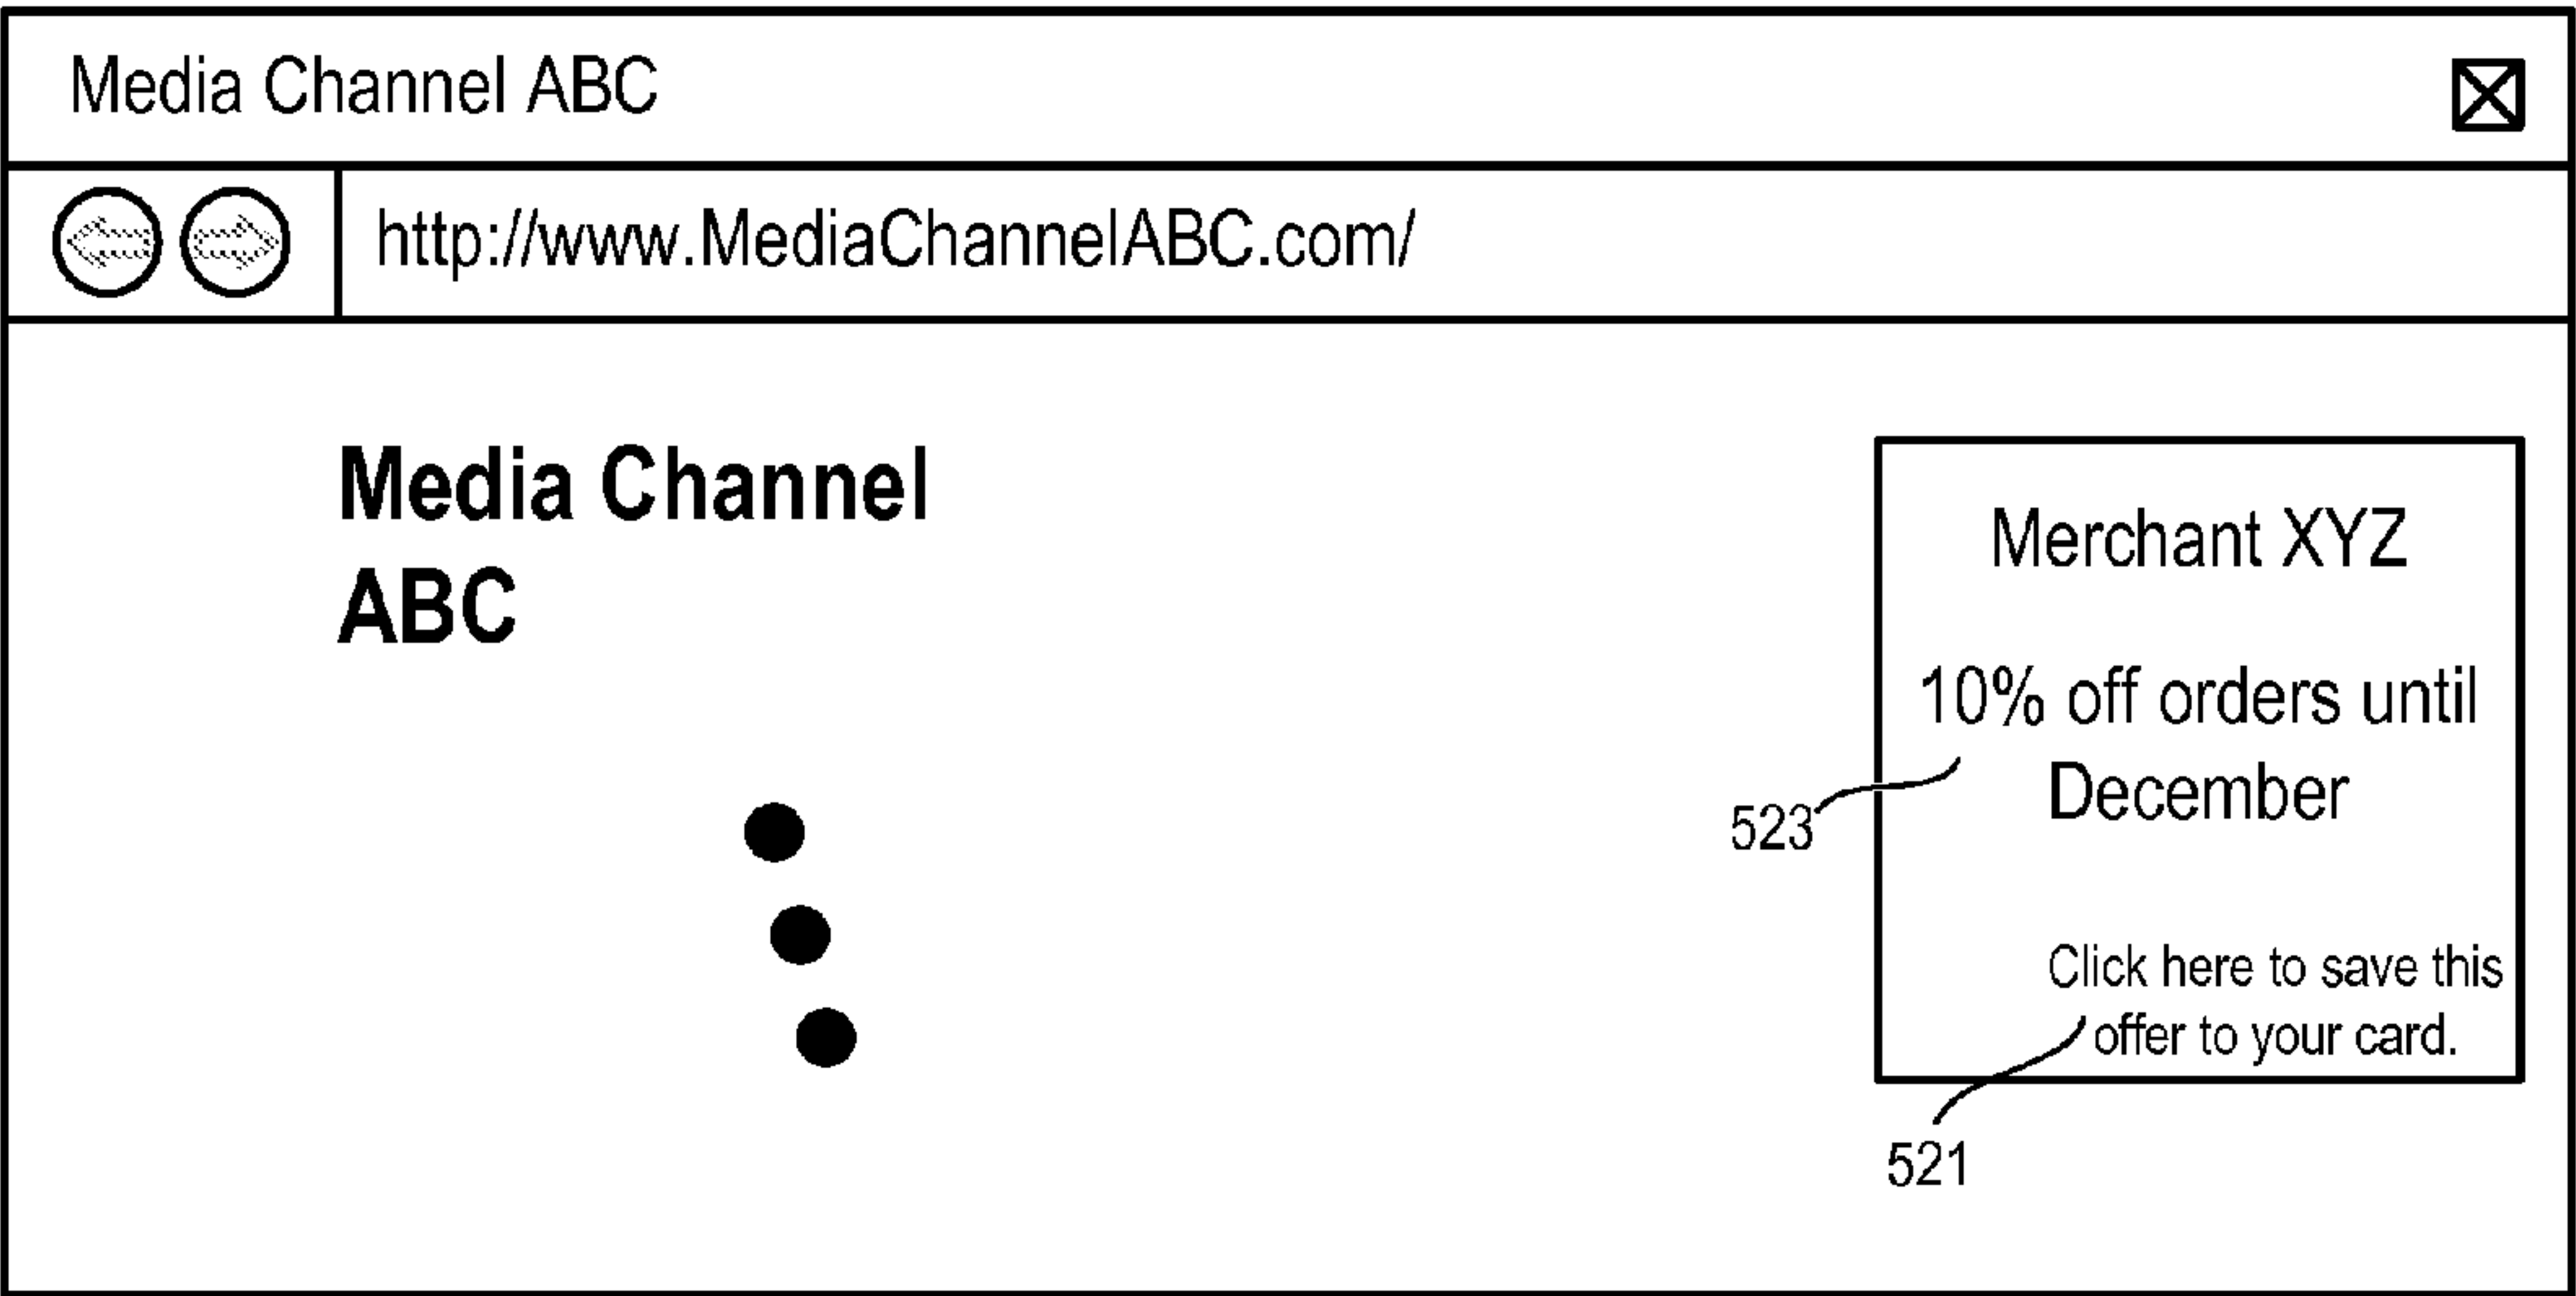 Media Channel ABC
http://www.MediaChannelABC.com/
Media Channel
ABC
Merchant XYZ
10% off orders until
December
523
Click here to save this
offer to your card.
521